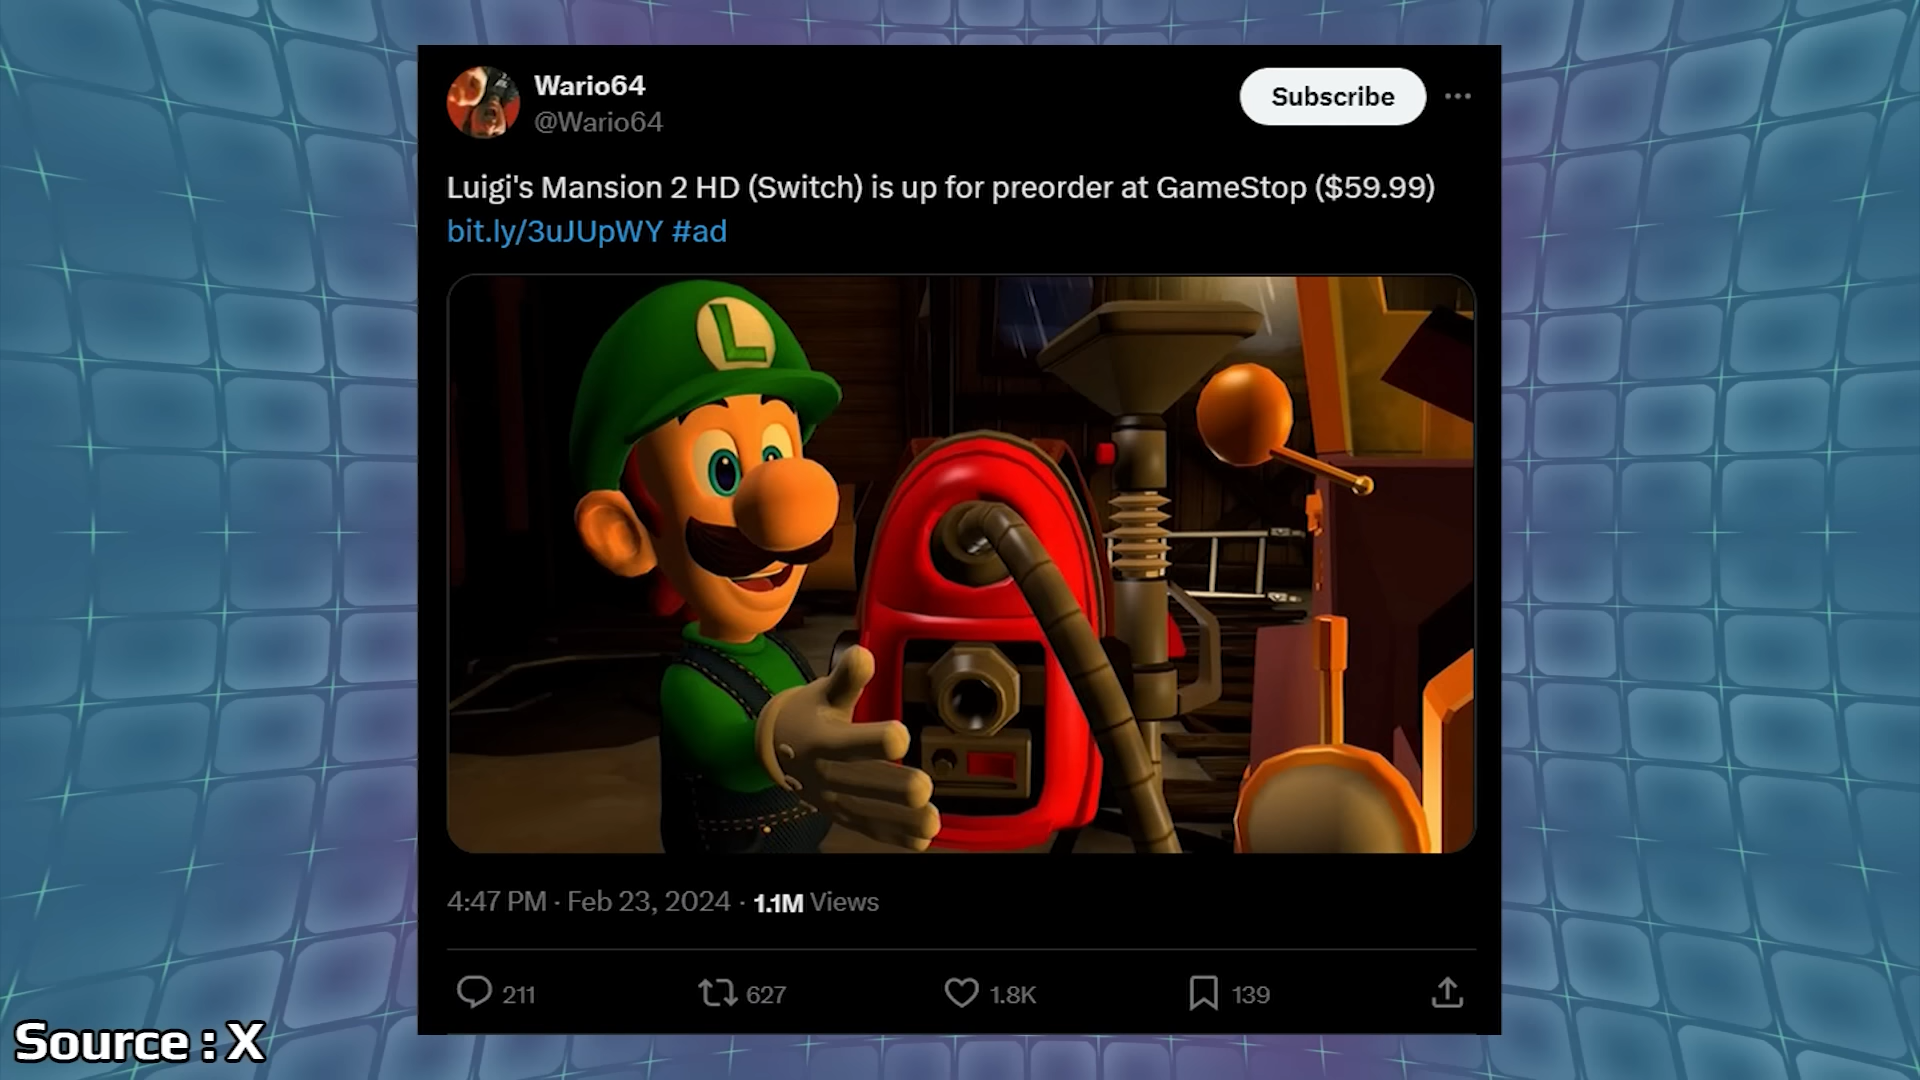 Wario64
@Wario64
Subscribe
Luigi's Mansion 2 HD (Switch) is up for preorder at GameStop ($59.99)
bit.ly/3uJUpWY #ad
L
4:47 PM · Feb 23, 2024 · 1.1M Views
211 627 1.8K 139
Source : X